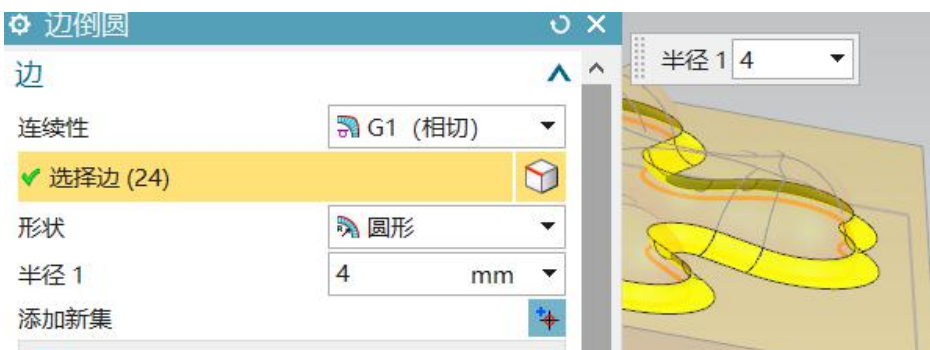 边倒圆
半径 1 4
边
连续性 G1 (相切)
选择边 (24)
形状 圆形
半径 1 4 mm
添加新集